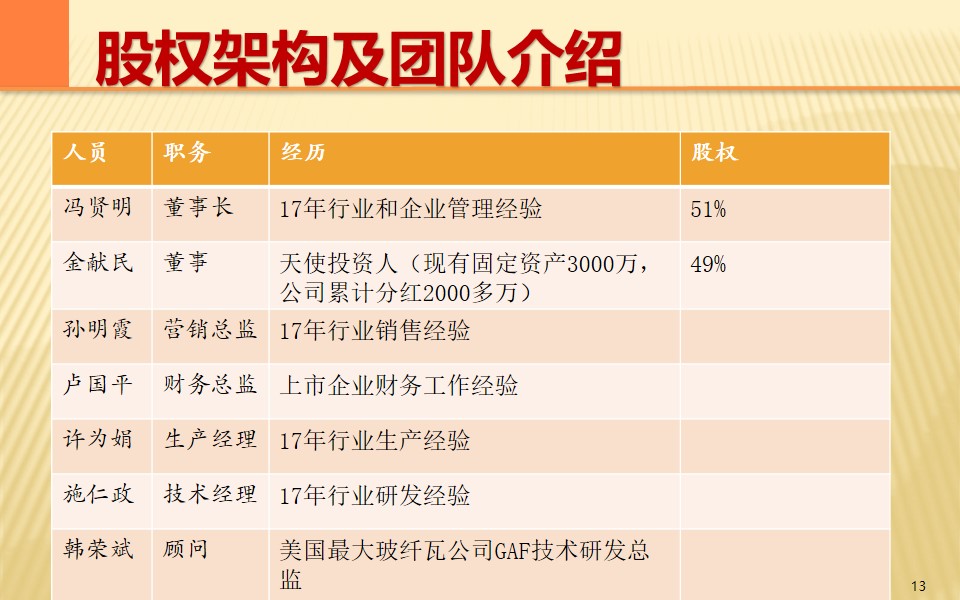 股权架构及团队介绍
人员 职务 经历 股权
冯贤明 董事长 17年行业和企业管理经验 51%
金献民 董事 天使投资人（现有固定资产3000万， 49%
公司累计分红2000多万）
孙明霞 营销总监 17年行业销售经验
卢国平 财务总监 上市企业财务工作经验
许为娟 生产经理 17年行业生产经验
施仁政 技术经理 17年行业研发经验
韩荣斌 顾问 美国最大玻纤瓦公司GAF技术研发总
监
13